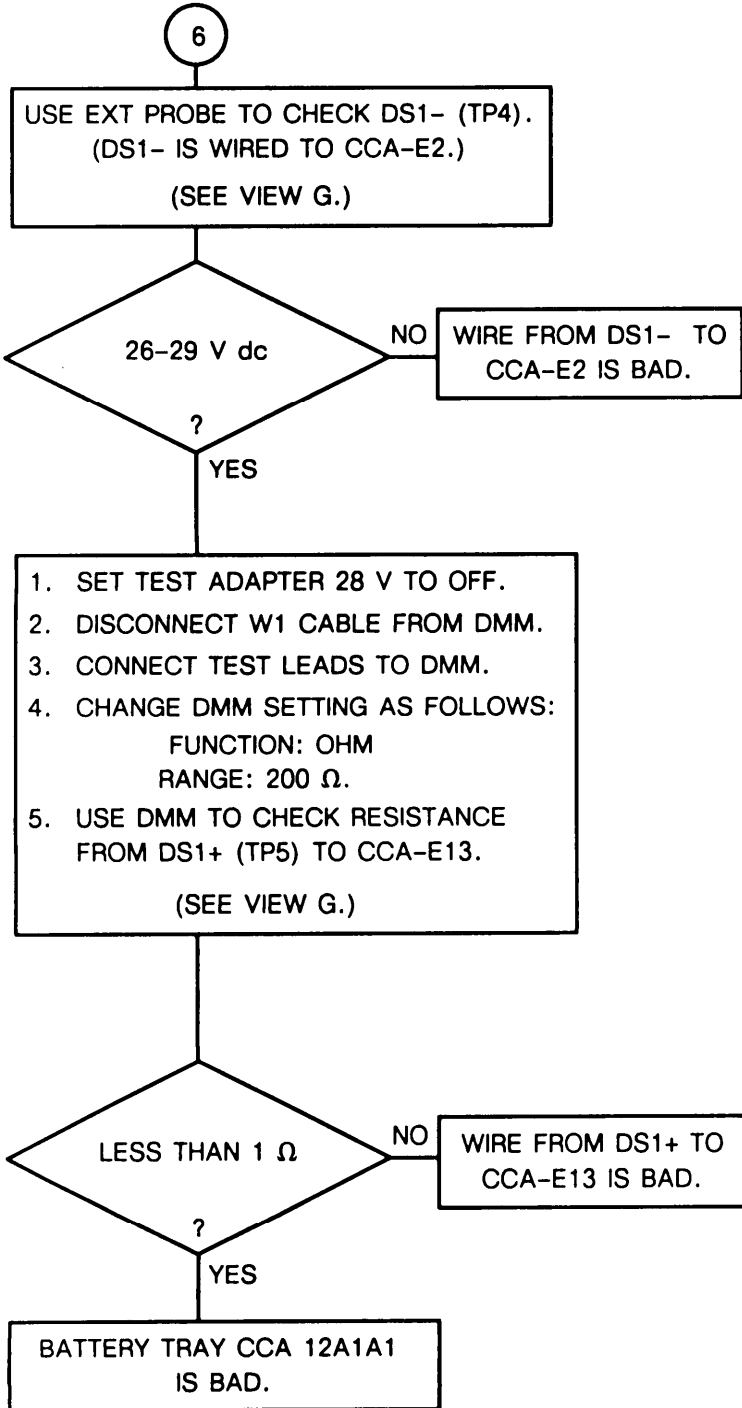 6
USE EXT PROBE TO CHECK DS1- (TP4).
(DS1- IS WIRED TO CCA-E2.)
(SEE VIEW G.)
26-29 V dc
?
NO
WIRE FROM DS1- TO
CCA-E2 IS BAD.
YES
1. SET TEST ADAPTER 28 V TO OFF.
2. DISCONNECT W1 CABLE FROM DMM.
3. CONNECT TEST LEADS TO DMM.
4. CHANGE DMM SETTING AS FOLLOWS:
FUNCTION: OHM
RANGE: 200 Ω.
5. USE DMM TO CHECK RESISTANCE
FROM DS1+ (TP5) TO CCA-E13.
(SEE VIEW G.)
LESS THAN 1 Ω
?
NO
WIRE FROM DS1+ TO
CCA-E13 IS BAD.
YES
BATTERY TRAY CCA 12A1A1
IS BAD.